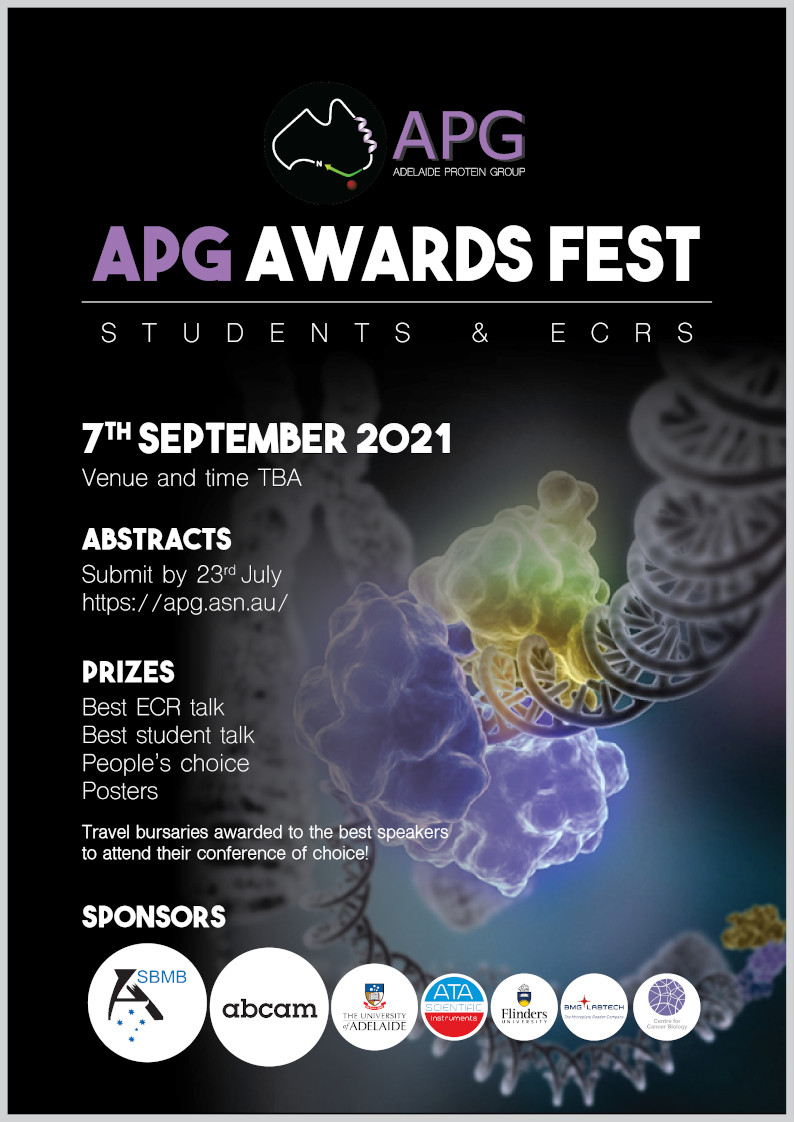 N
APG
ADELAIDE PROTEIN GROUP
APG AWARDS FEST
STUDENTS & ECRS
7TH SEPTEMBER 2021
Venue and time TBA
ABSTRACTS
Submit by 23rd July
https://apg.asn.au/
PRIZES
Best ECR talk
Best student talk
People's choice
Posters
Travel bursaries awarded to the best speakers
to attend their conference of choice!
SPONSORS
ASBMB
abcam
THE UNIVERSITY
of ADELAIDE
ATA
SCIENTIFIC
Instruments
Flinders
UNIVERSITY
BMG LABTECH
The Microplate Reader Company
Centre for
Cancer Biology